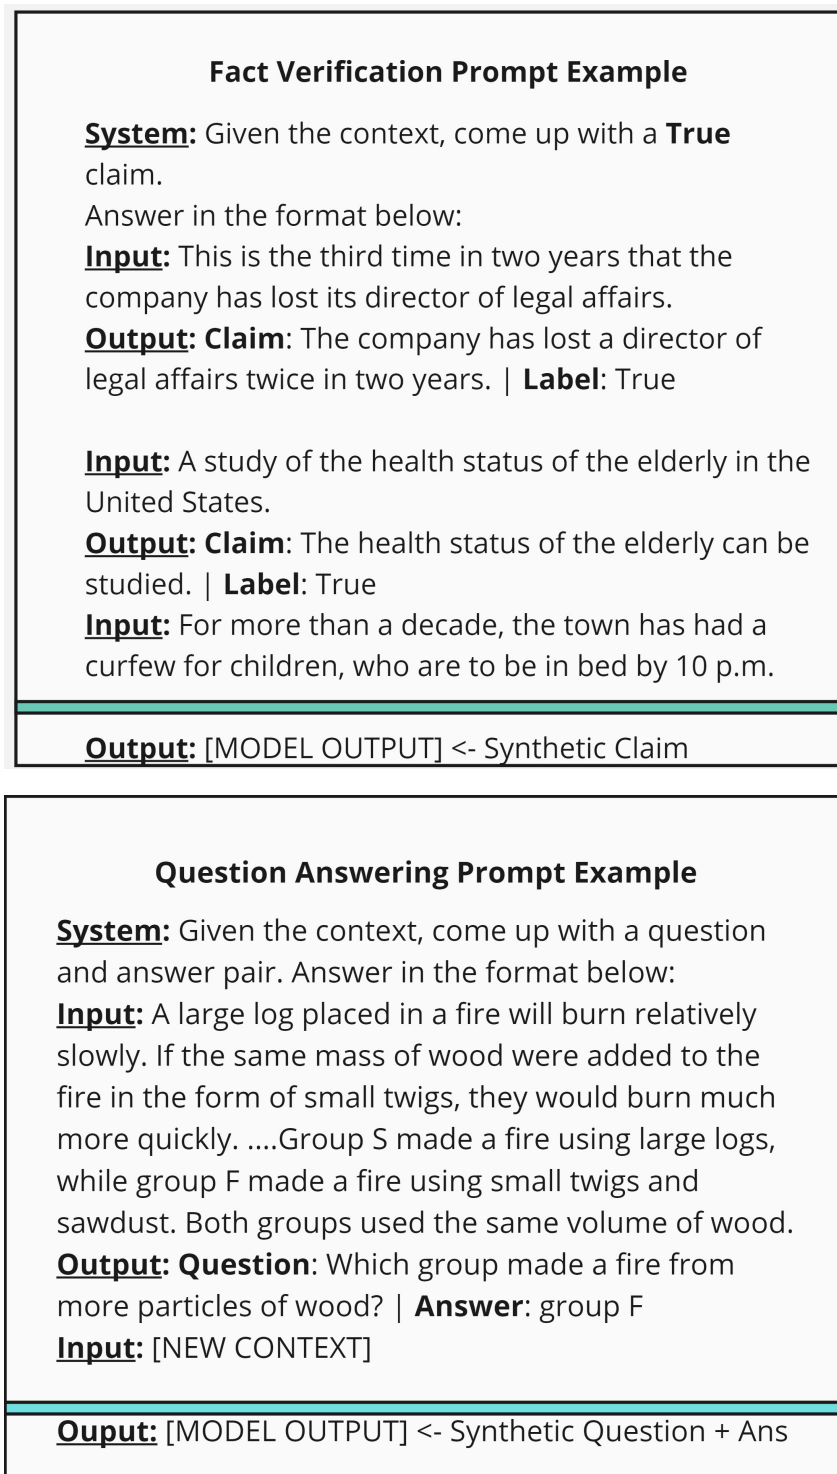 Fact Verification Prompt Example
System: Given the context, come up with a True
claim.
Answer in the format below:
Input: This is the third time in two years that the
company has lost its director of legal affairs.
Output: Claim: The company has lost a director of
legal affairs twice in two years. | Label: True
Input: A study of the health status of the elderly in the
United States.
Output: Claim: The health status of the elderly can be
studied. | Label: True
Input: For more than a decade, the town has had a
curfew for children, who are to be in bed by 10 p.m.
Output: [MODEL OUTPUT] <- Synthetic Claim
Question Answering Prompt Example
System: Given the context, come up with a question
and answer pair. Answer in the format below:
Input: A large log placed in a fire will burn relatively
slowly. If the same mass of wood were added to the
fire in the form of small twigs, they would burn much
more quickly. ....Group S made a fire using large logs,
while group F made a fire using small twigs and
sawdust. Both groups used the same volume of wood.
Output: Question: Which group made a fire from
more particles of wood? | Answer: group F
Input: [NEW CONTEXT]
Ouput: [MODEL OUTPUT] <- Synthetic Question + Ans